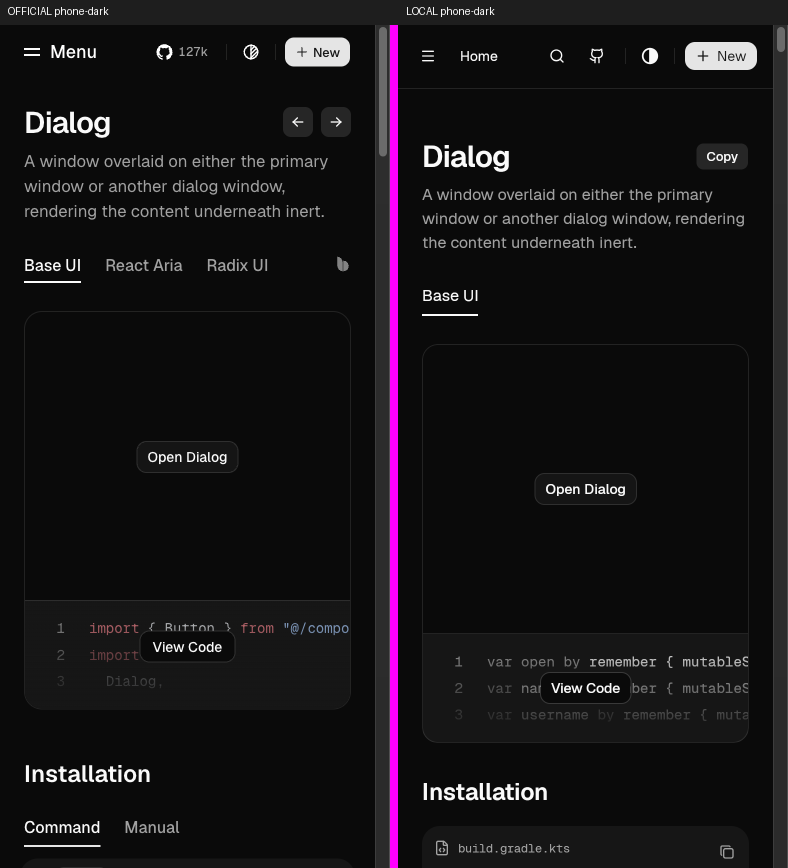 OFFICIAL phone-dark
Menu
127k
New
Dialog
A window overlaid on either the primary
window or another dialog window,
rendering the content underneath inert.
Base UI
React Aria
Radix UI
Open Dialog
1 import { Button } from "@/compo
2 import
View Code
3 Dialog,
Installation
Command
Manual
LOCAL phone-dark
Home
New
Dialog
Copy
A window overlaid on either the primary
window or another dialog window, rendering
the content underneath inert.
Base UI
Open Dialog
1 var open by remember { mutableS
2 var ber { mutableS
View Code
3 var username by remember { muta
Installation
build.gradle.kts